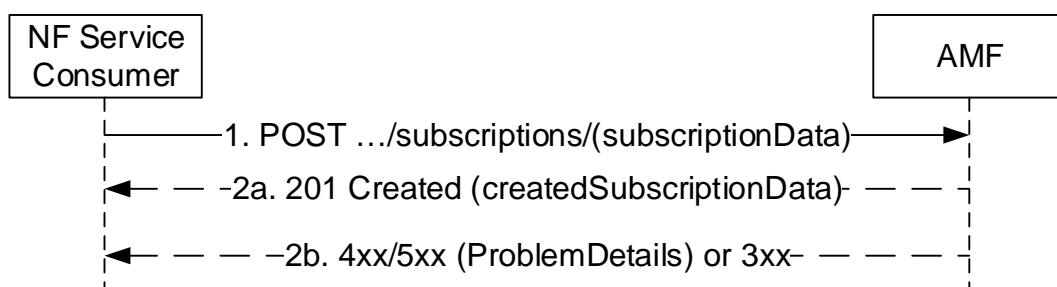 NF Service
Consumer
AMF
1. POST …/subscriptions/(subscriptionData)
2a. 201 Created (createdSubscriptionData)
2b. 4xx/5xx (ProblemDetails) or 3xx